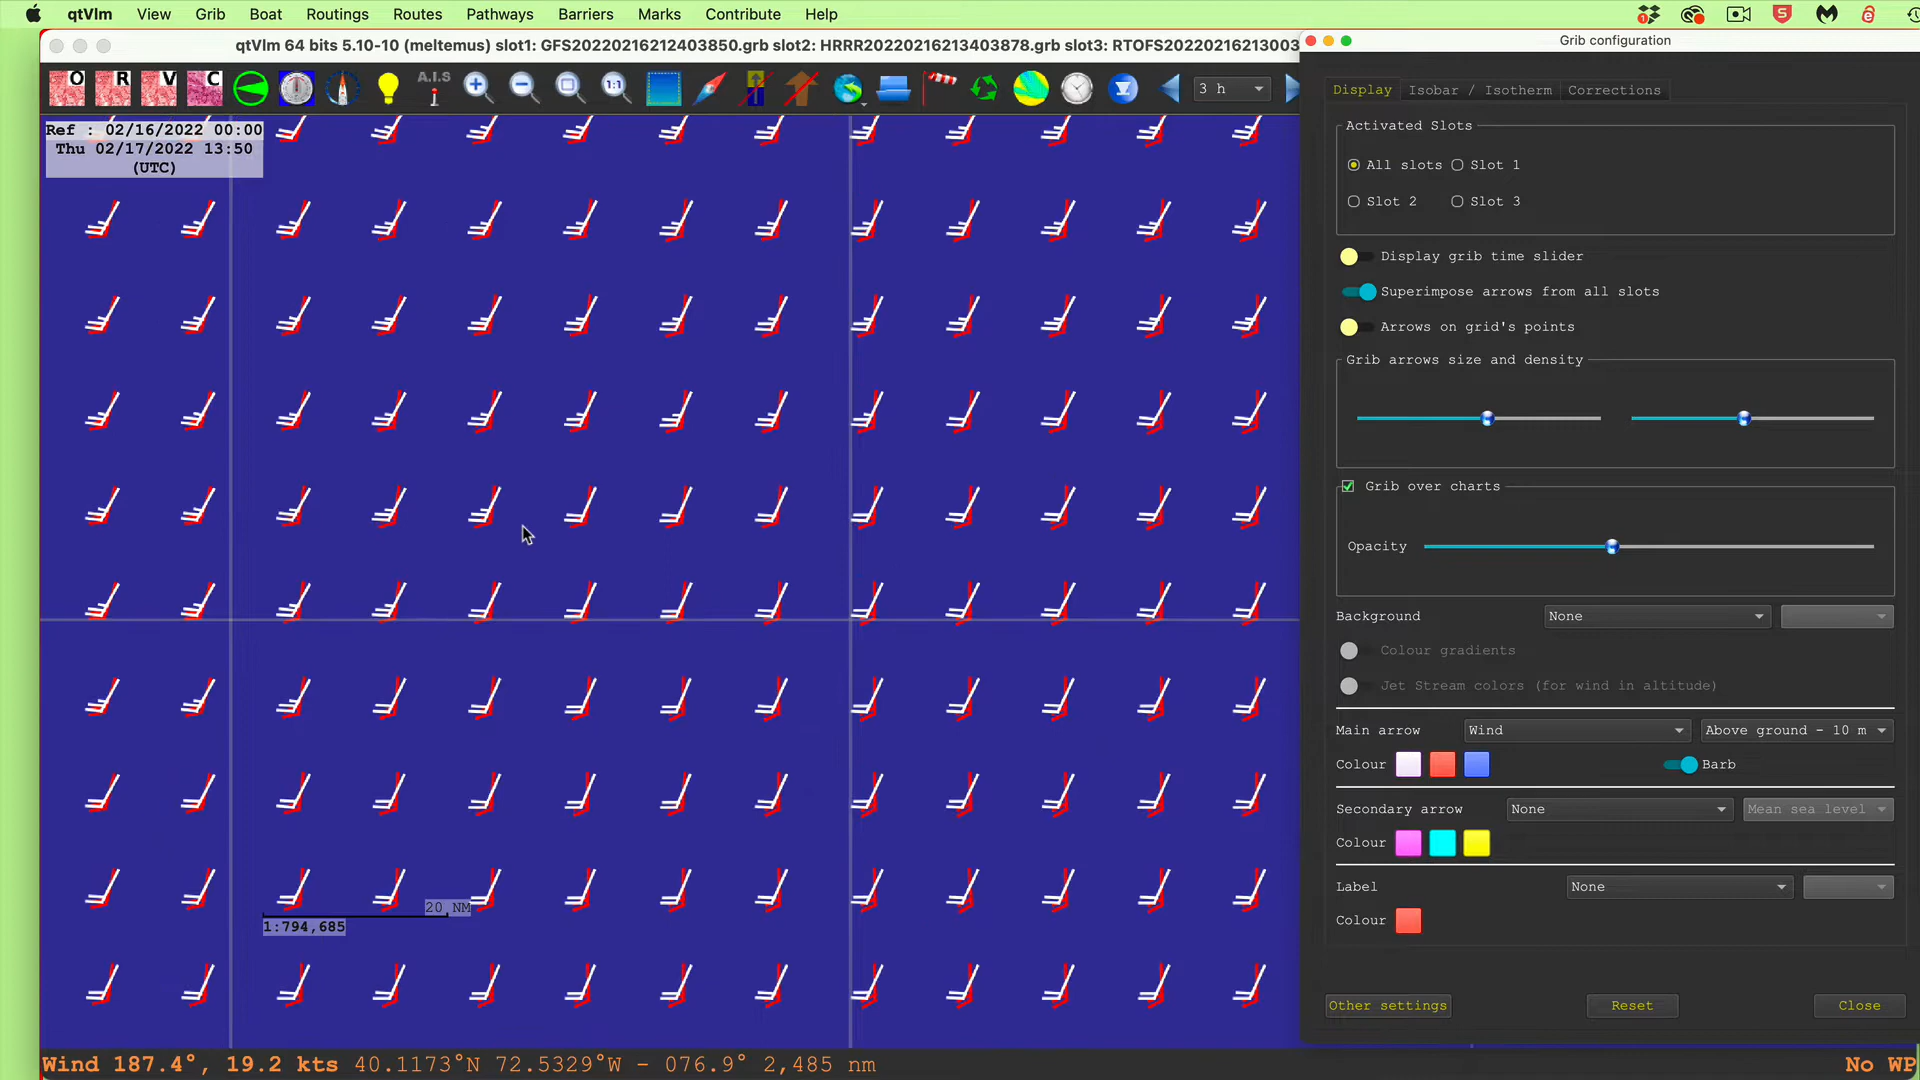 qtVlm View Grib Boat Routings Routes Pathways Barriers Marks Contribute Help
qtVlm 64 bits 5.10-10 (meltemus) slot1: GFS20220216212403850.grb slot2: HRRR20220216213403878.grb slot3: RTOFS20220216213003
Grib configuration
O R V C A.I.S 1:1 3 h
Ref : 02/16/2022 00:00
Thu 02/17/2022 13:50
(UTC)
Display Isobar / Isotherm Corrections
Activated Slots
All slots Slot 1
Slot 2 Slot 3
Display grib time slider
Superimpose arrows from all slots
Arrows on grid's points
Grib arrows size and density
Grib over charts
Opacity
Background None
Colour gradients
Jet Stream colors (for wind in altitude)
Main arrow Wind Above ground - 10 m
Colour Barb
Secondary arrow None Mean sea level
Colour
Label None
Colour
20 NM
1:794,685
Other settings Reset Close
Wind 187.4°, 19.2 kts 40.1173°N 72.5329°W - 076.9° 2,485 nm
No WP